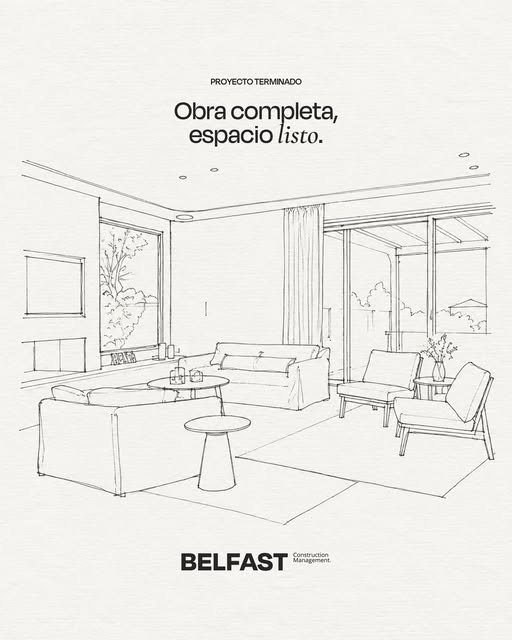 PROYECTO TERMINADO
Obra completa,
espacio listo.
BELFAST
Construction
Management.